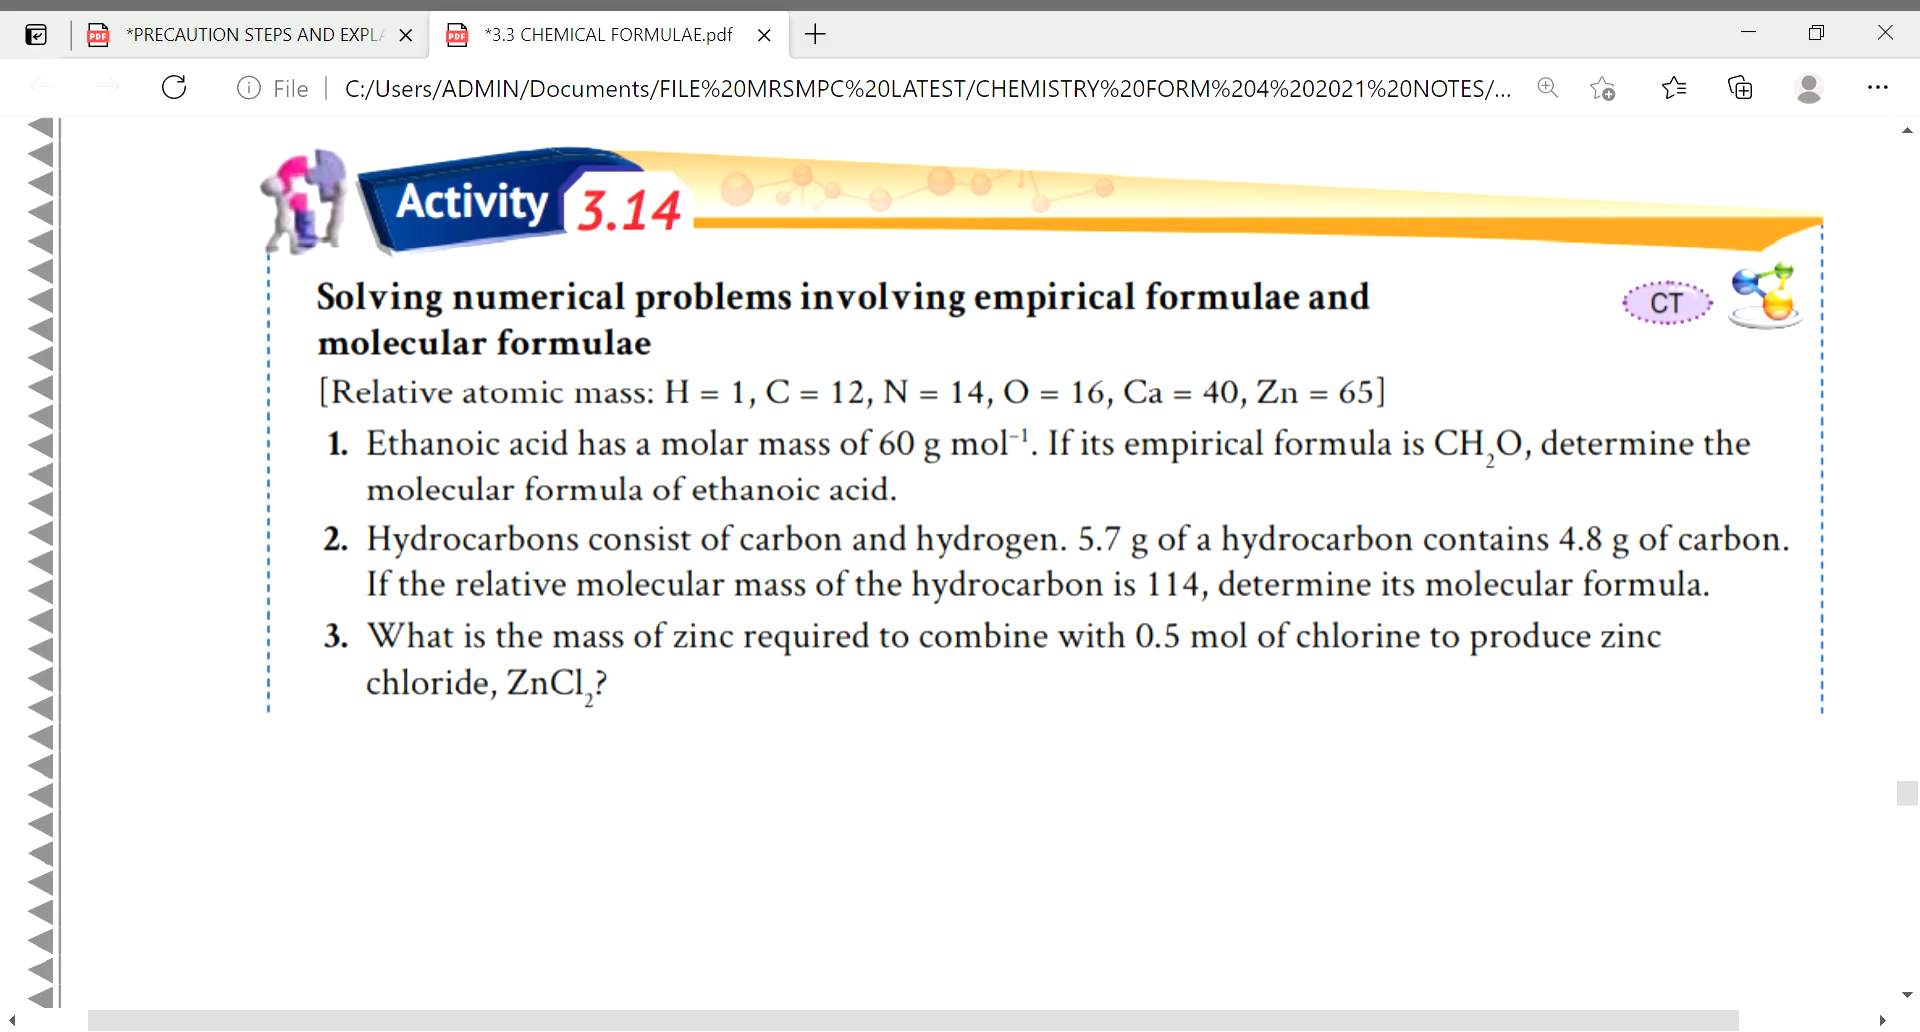 *PRECAUTION STEPS AND EXPLA
*3.3 CHEMICAL FORMULAE.pdf
File
C:/Users/ADMIN/Documents/FILE%20MRSMPC%20LATEST/CHEMISTRY%20FORM%204%202021%20NOTES/...
Activity 3.14
Solving numerical problems involving empirical formulae and
CT
molecular formulae
[Relative atomic mass: H = 1, C = 12, N = 14, O = 16, Ca = 40, Zn = 65]
1. Ethanoic acid has a molar mass of 60 g mol⁻¹. If its empirical formula is CH₂O, determine the
molecular formula of ethanoic acid.
2. Hydrocarbons consist of carbon and hydrogen. 5.7 g of a hydrocarbon contains 4.8 g of carbon.
If the relative molecular mass of the hydrocarbon is 114, determine its molecular formula.
3. What is the mass of zinc required to combine with 0.5 mol of chlorine to produce zinc
chloride, ZnCl₂?